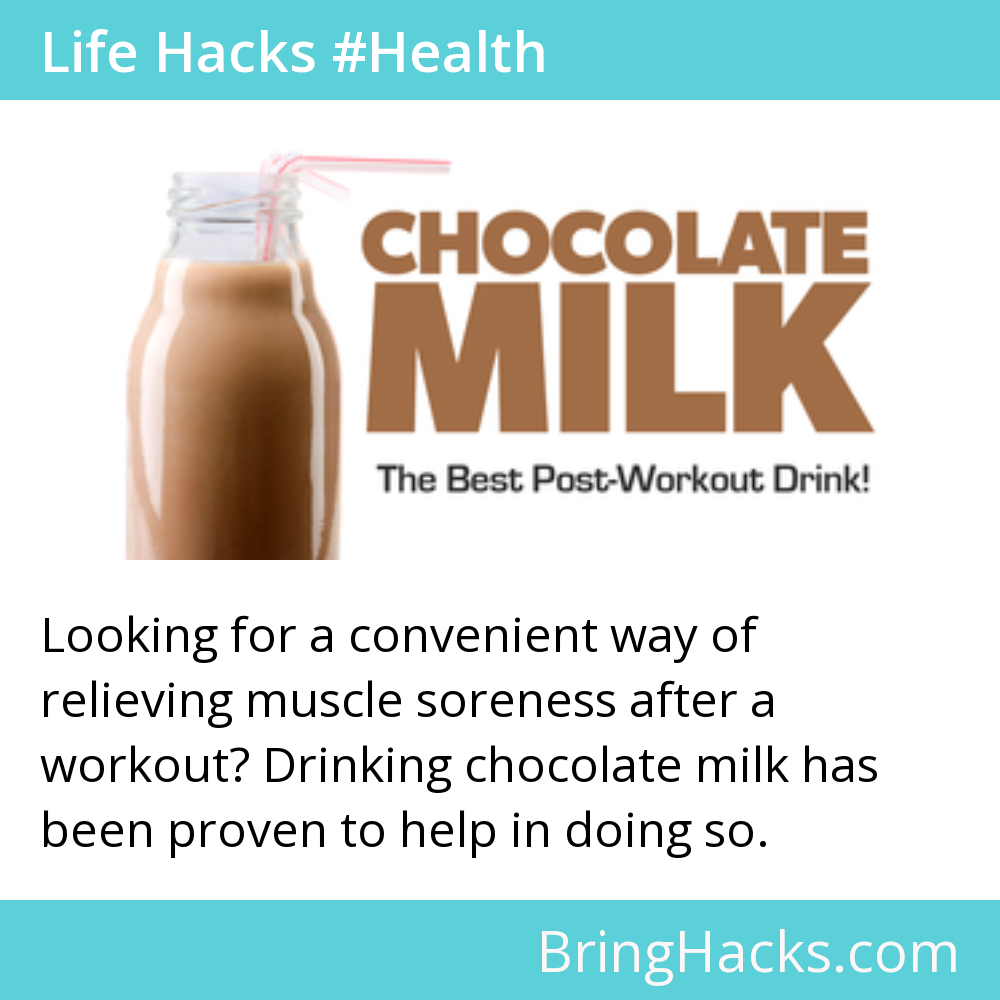 Life Hacks #Health
CHOCOLATE
MILK
The Best Post-Workout Drink!
Looking for a convenient way of
relieving muscle soreness after a
workout? Drinking chocolate milk has
been proven to help in doing so.
BringHacks.com